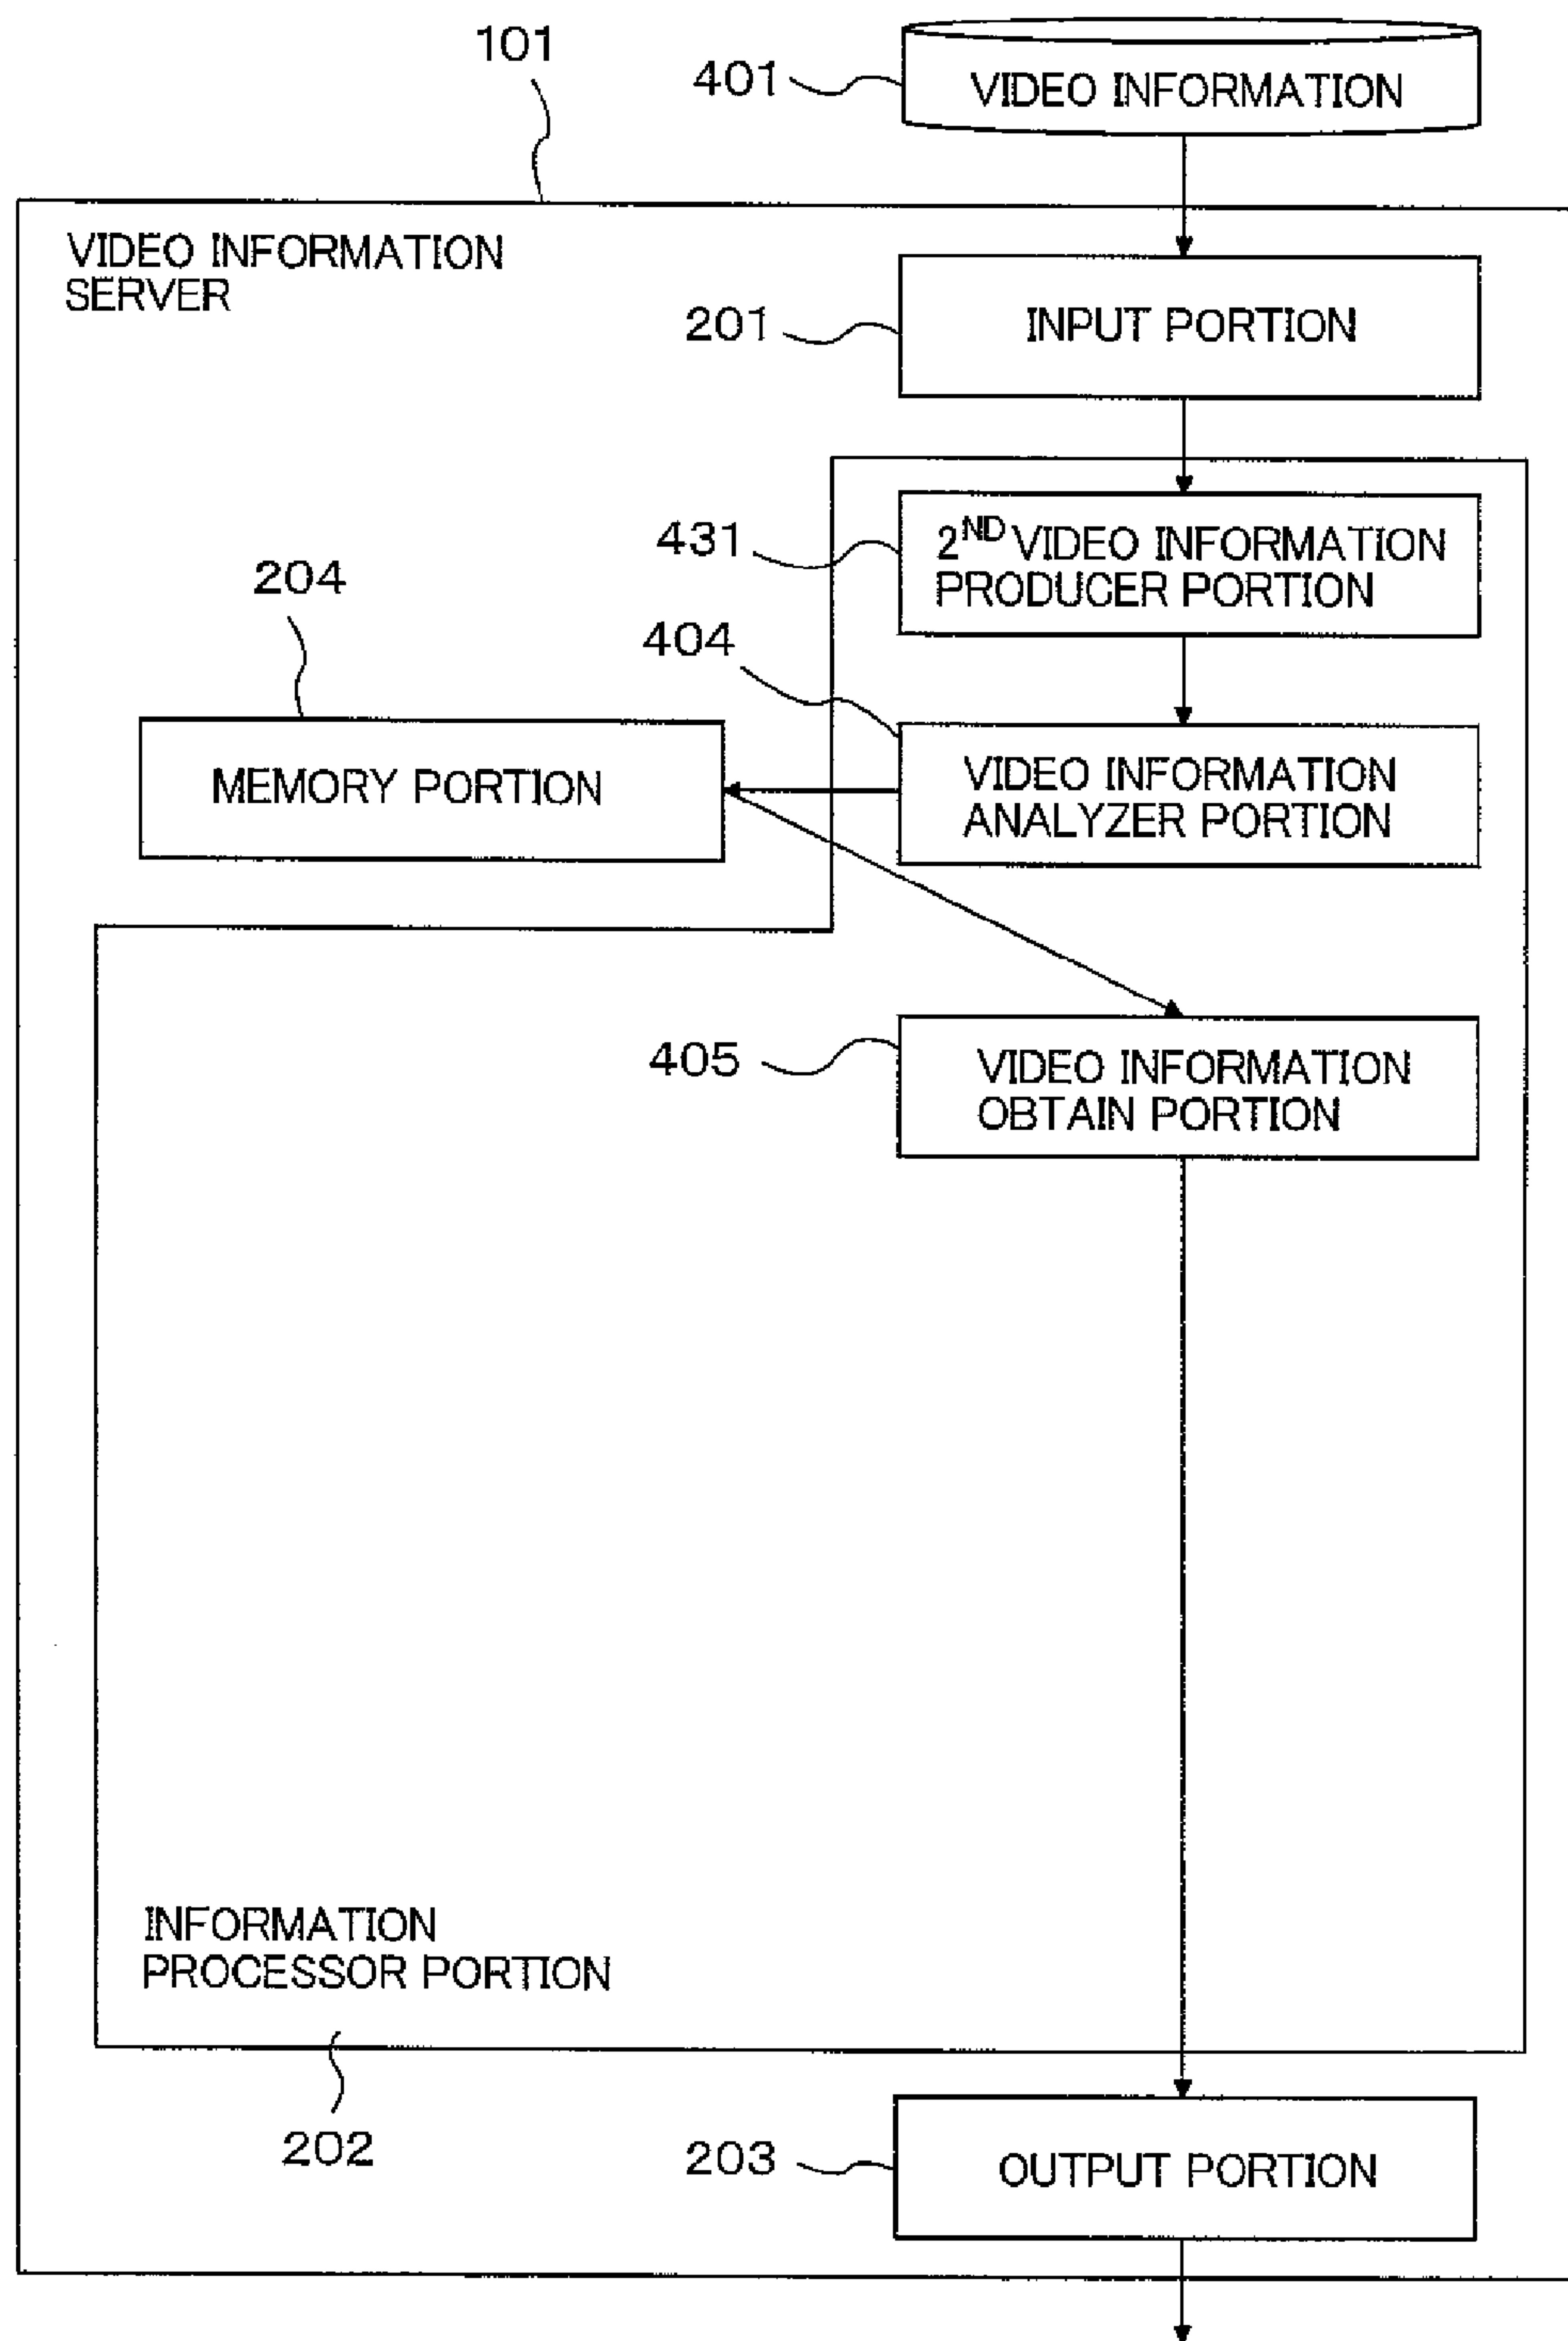 101
401
VIDEO INFORMATION
VIDEO INFORMATION
SERVER
201
INPUT PORTION
431
2ND VIDEO INFORMATION
PRODUCER PORTION
204
404
MEMORY PORTION
VIDEO INFORMATION
ANALYZER PORTION
405
VIDEO INFORMATION
OBTAIN PORTION
INFORMATION
PROCESSOR PORTION
202
203
OUTPUT PORTION